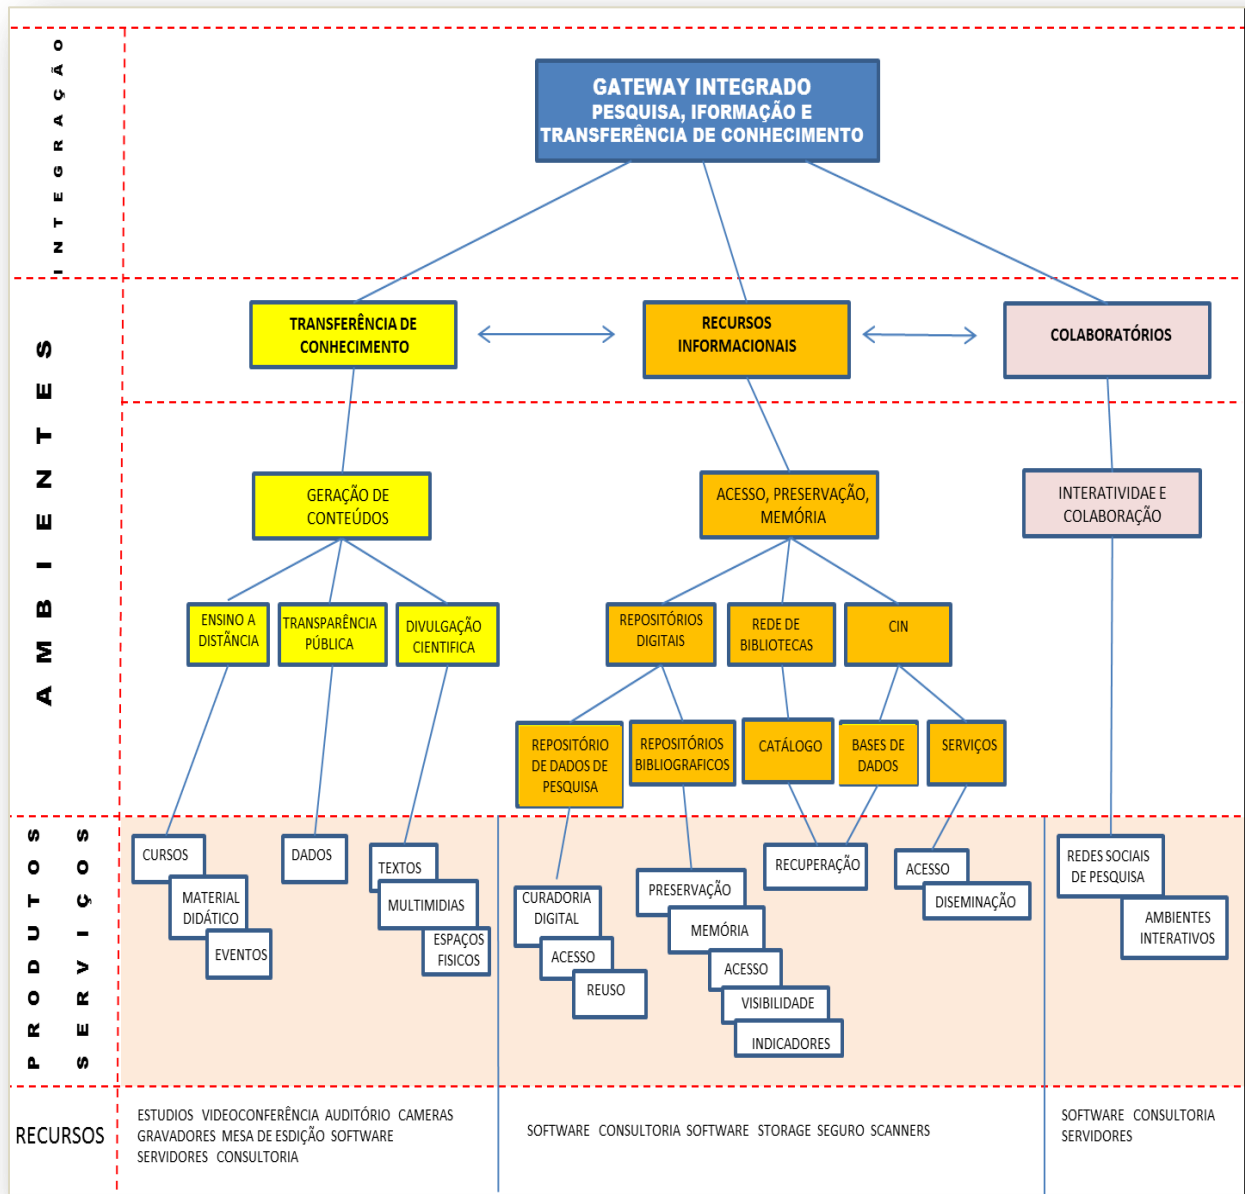 INTEGRAÇÃO
GATEWAY INTEGRADO
PESQUISA, IFORMAÇÃO E
TRANSFERÊNCIA DE CONHECIMENTO
AMBIENTES
TRANSFERÊNCIA DE
CONHECIMENTO
RECURSOS
INFORMACIONAIS
COLABORATÓRIOS
GERAÇÃO DE
CONTEÚDOS
ACESSO, PRESERVAÇÃO,
MEMÓRIA
INTERATIVIDAE E
COLABORAÇÃO
ENSINO A
DISTÂNCIA
TRANSPARÊNCIA
PÚBLICA
DIVULGAÇÃO
CIENTIFICA
REPOSITÓRIOS
DIGITAIS
REDE DE
BIBLIOTECAS
CIN
REPOSITÓRIO
DE DADOS DE
PESQUISA
REPOSITÓRIOS
BIBLIOGRAFICOS
CATÁLOGO
BASES DE
DADOS
SERVIÇOS
PRODUTOS
SERVIÇOS
CURSOS
MATERIAL
DIDÁTICO
EVENTOS
DADOS
TEXTOS
MULTIMIDIAS
ESPAÇOS
FISICOS
CURADORIA
DIGITAL
ACESSO
REUSO
PRESERVAÇÃO
MEMÓRIA
ACESSO
VISIBILIDADE
INDICADORES
RECUPERAÇÃO
ACESSO
DISEMINAÇÃO
REDES SOCIAIS
DE PESQUISA
AMBIENTES
INTERATIVOS
RECURSOS
ESTUDIOS VIDEOCONFERÊNCIA AUDITÓRIO CAMERAS
GRAVADORES MESA DE ESDIÇÃO SOFTWARE
SERVIDORES CONSULTORIA
SOFTWARE CONSULTORIA SOFTWARE STORAGE SEGURO SCANNERS
SOFTWARE CONSULTORIA
SERVIDORES